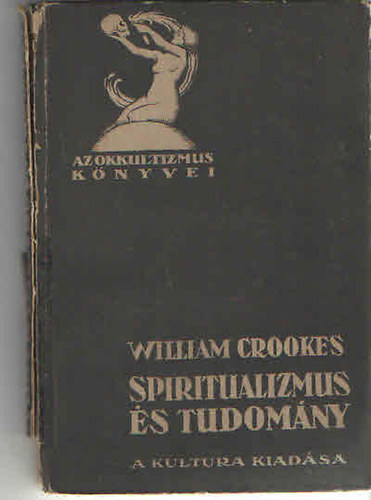 AZ OKKULTIZMUS
KÖNYVEI
WILLIAM CROOKES
SPIRITUALIZMUS
ÉS TUDOMÁNY
A KULTURA KIADÁSA